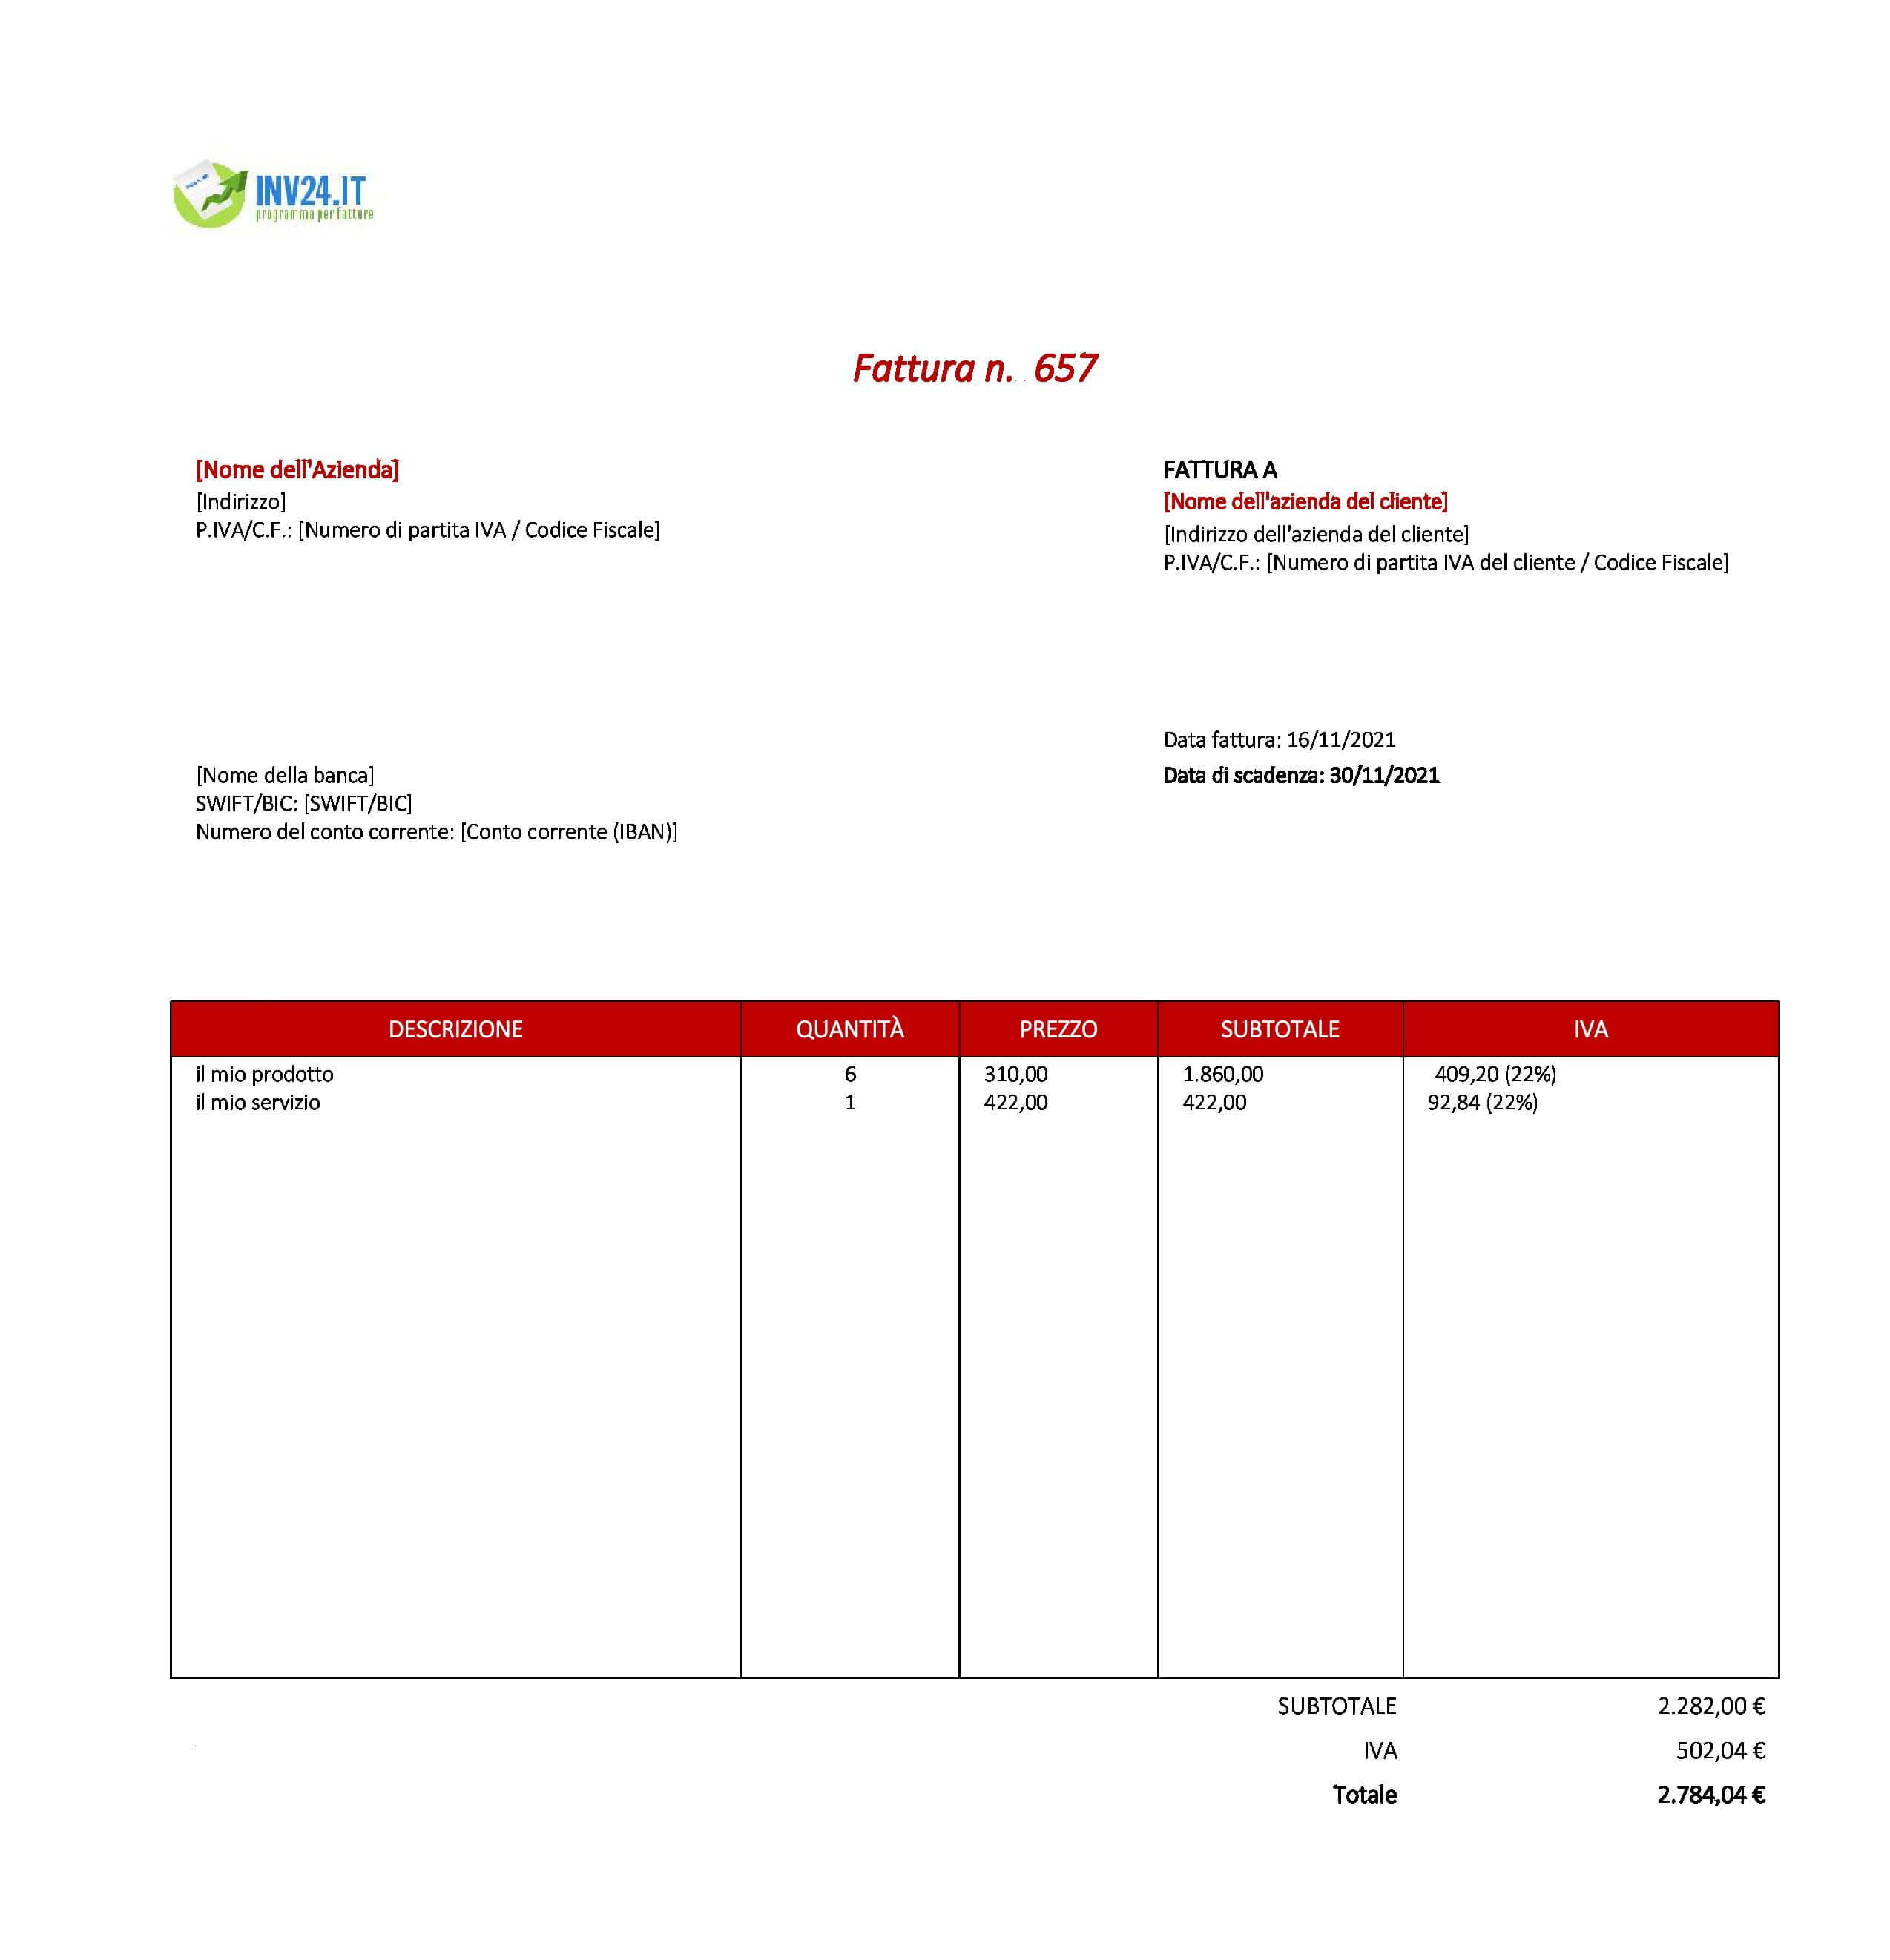 INV24.IT
programma per fatture
Fattura n. 657
[Nome dell'Azienda]
[Indirizzo]
P.IVA/C.F.: [Numero di partita IVA / Codice Fiscale]
FATTURA A
[Nome dell'azienda del cliente]
[Indirizzo dell'azienda del cliente]
P.IVA/C.F.: [Numero di partita IVA del cliente / Codice Fiscale]
Data fattura: 16/11/2021
Data di scadenza: 30/11/2021
[Nome della banca]
SWIFT/BIC: [SWIFT/BIC]
Numero del conto corrente: [Conto corrente (IBAN)]
DESCRIZIONE QUANTITÀ PREZZO SUBTOTALE IVA
il mio prodotto 6 310,00 1.860,00 409,20 (22%)
il mio servizio 1 422,00 422,00 92,84 (22%)
SUBTOTALE 2.282,00 €
IVA 502,04 €
Totale 2.784,04 €